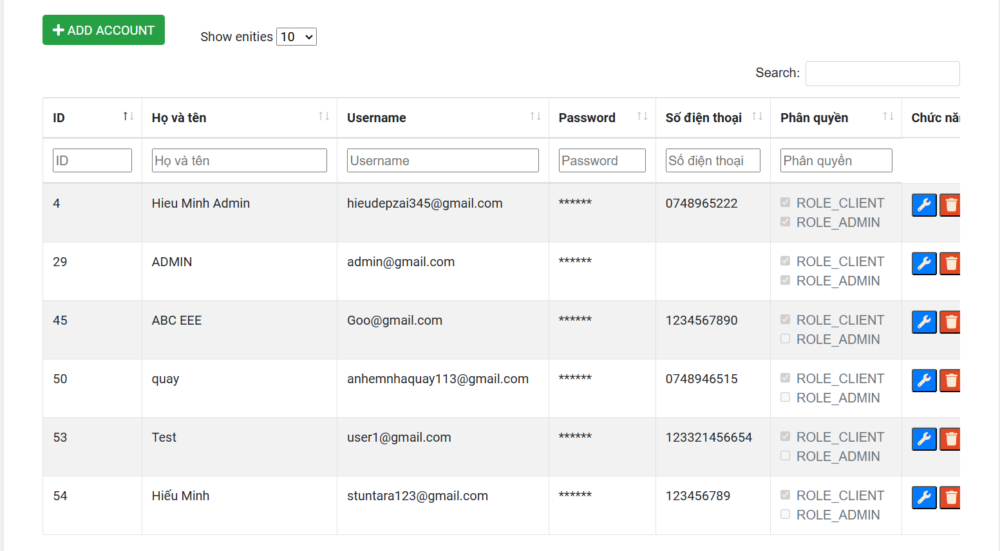 ADD ACCOUNT
Show enities 10
Search:
ID Họ và tên Username Password Số điện thoại Phân quyền Chức
ID Họ và tên Username Password Số điện thoại Phân quyền
4 Hieu Minh Admin hieudepzai345@gmail.com ****** 0748965222 ROLE_CLIENT
ROLE_ADMIN
29 ADMIN admin@gmail.com ****** ROLE_CLIENT
ROLE_ADMIN
45 ABC EEE Goo@gmail.com ****** 1234567890 ROLE_CLIENT
ROLE_ADMIN
50 quay anhemnhaquay113@gmail.com ****** 0748946515 ROLE_CLIENT
ROLE_ADMIN
53 Test user1@gmail.com ****** 123321456654 ROLE_CLIENT
ROLE_ADMIN
54 Hiếu Minh stuntara123@gmail.com ****** 123456789 ROLE_CLIENT
ROLE_ADMIN